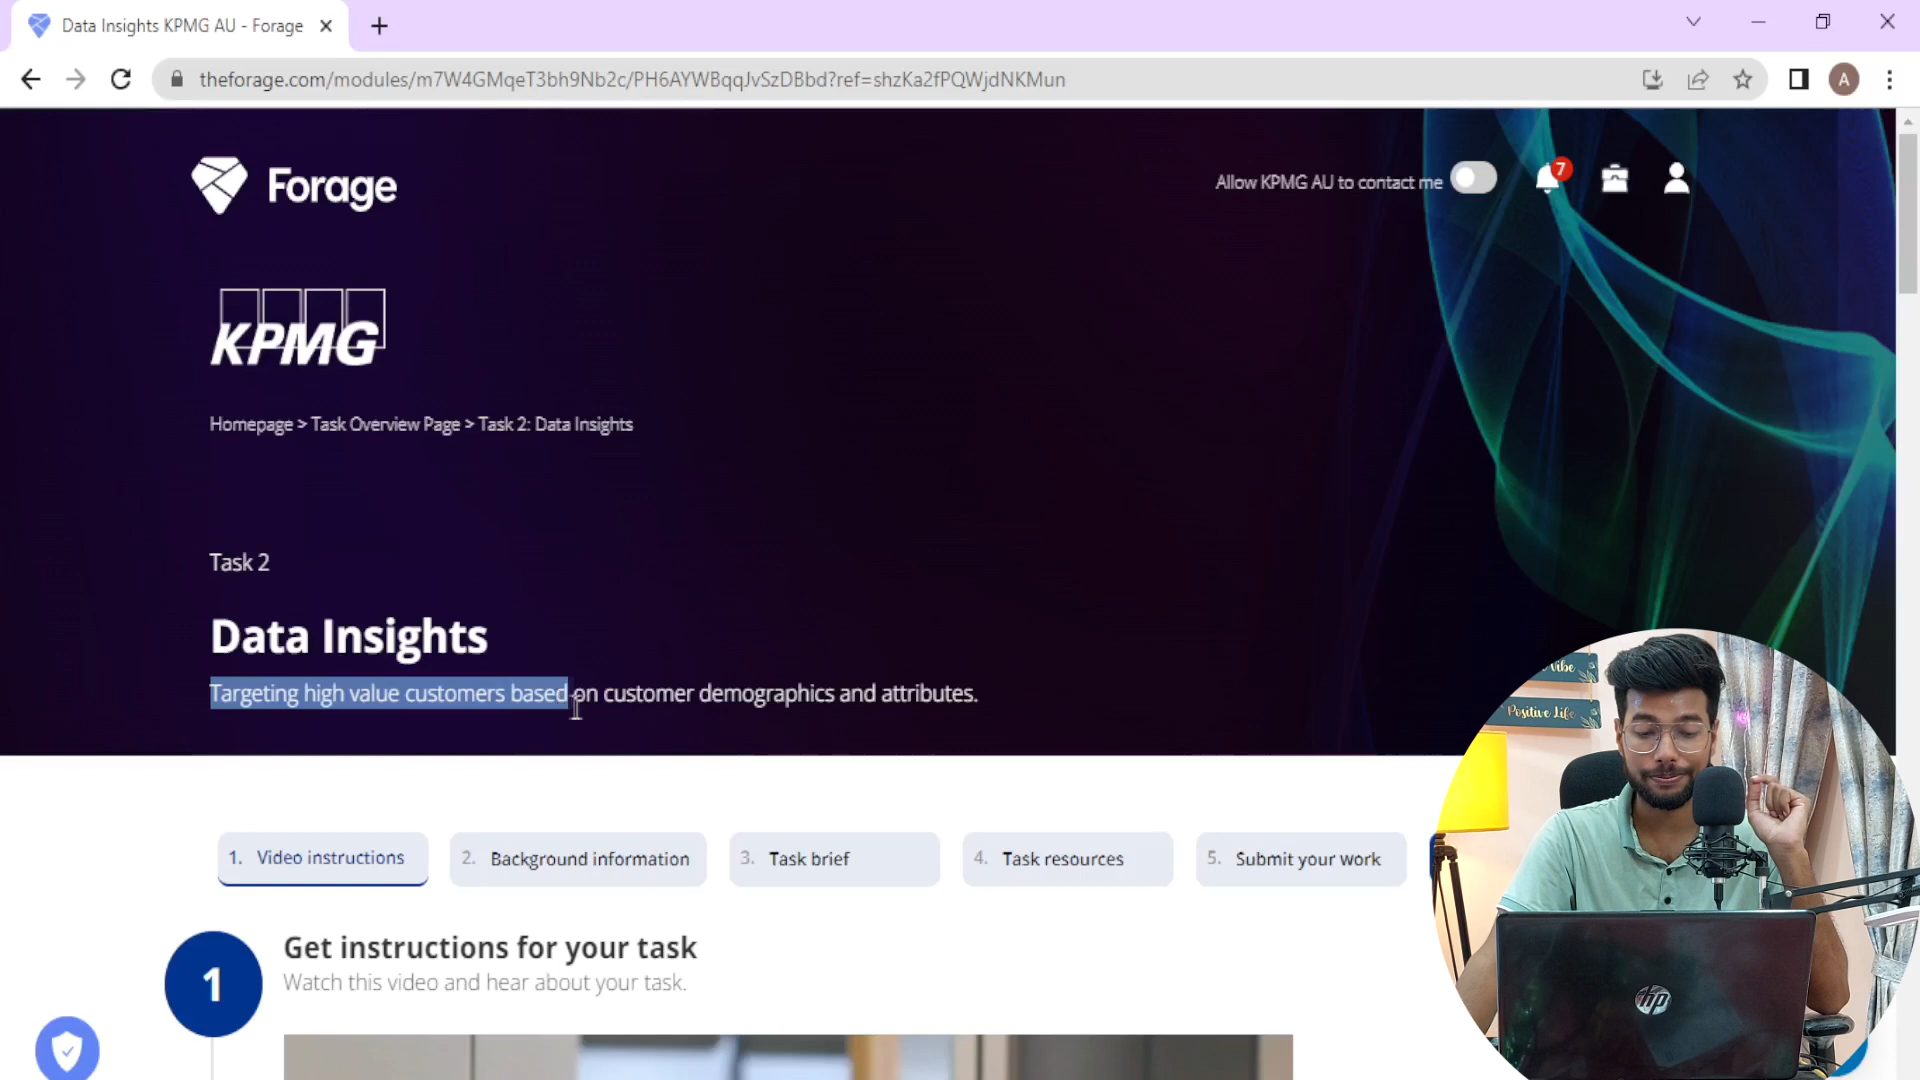 Data Insights KPMG AU - Forage
theforage.com/modules/m7W4GMqeT3bh9Nb2c/PH6AYWBqqJvSzDBbd?ref=shzKa2fPQWjdNKMun
A
Forage
Allow KPMG AU to contact me
7
KPMG
Homepage > Task Overview Page > Task 2: Data Insights
Task 2
Data Insights
Targeting high value customers based on customer demographics and attributes.
Vibe
Positive Life
1. Video instructions
2. Background information
3. Task brief
4. Task resources
5. Submit your work
1
Get instructions for your task
Watch this video and hear about your task.
hp